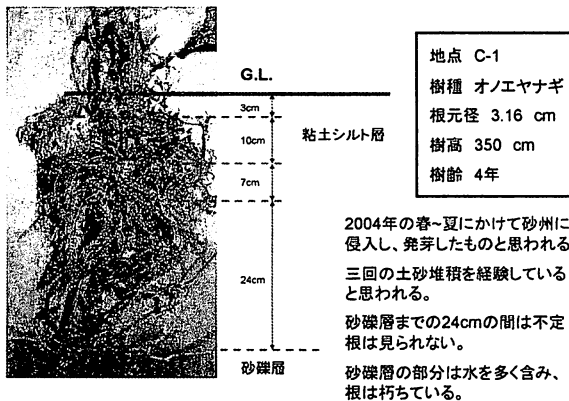 G.L.
3cm
粘土シルト層
10cm
7cm
24cm
砂礫層
地点 C-1
樹種 オノエヤナギ
根元径 3.16 cm
樹高 350 cm
樹齢 4年
2004年の春~夏にかけて砂州に
侵入し、発芽したものと思われる
三回の土砂堆積を経験している
と思われる。
砂礫層までの24cmの間は不定
根は見られない。
砂礫層の部分は水を多く含み、
根は朽ちている。